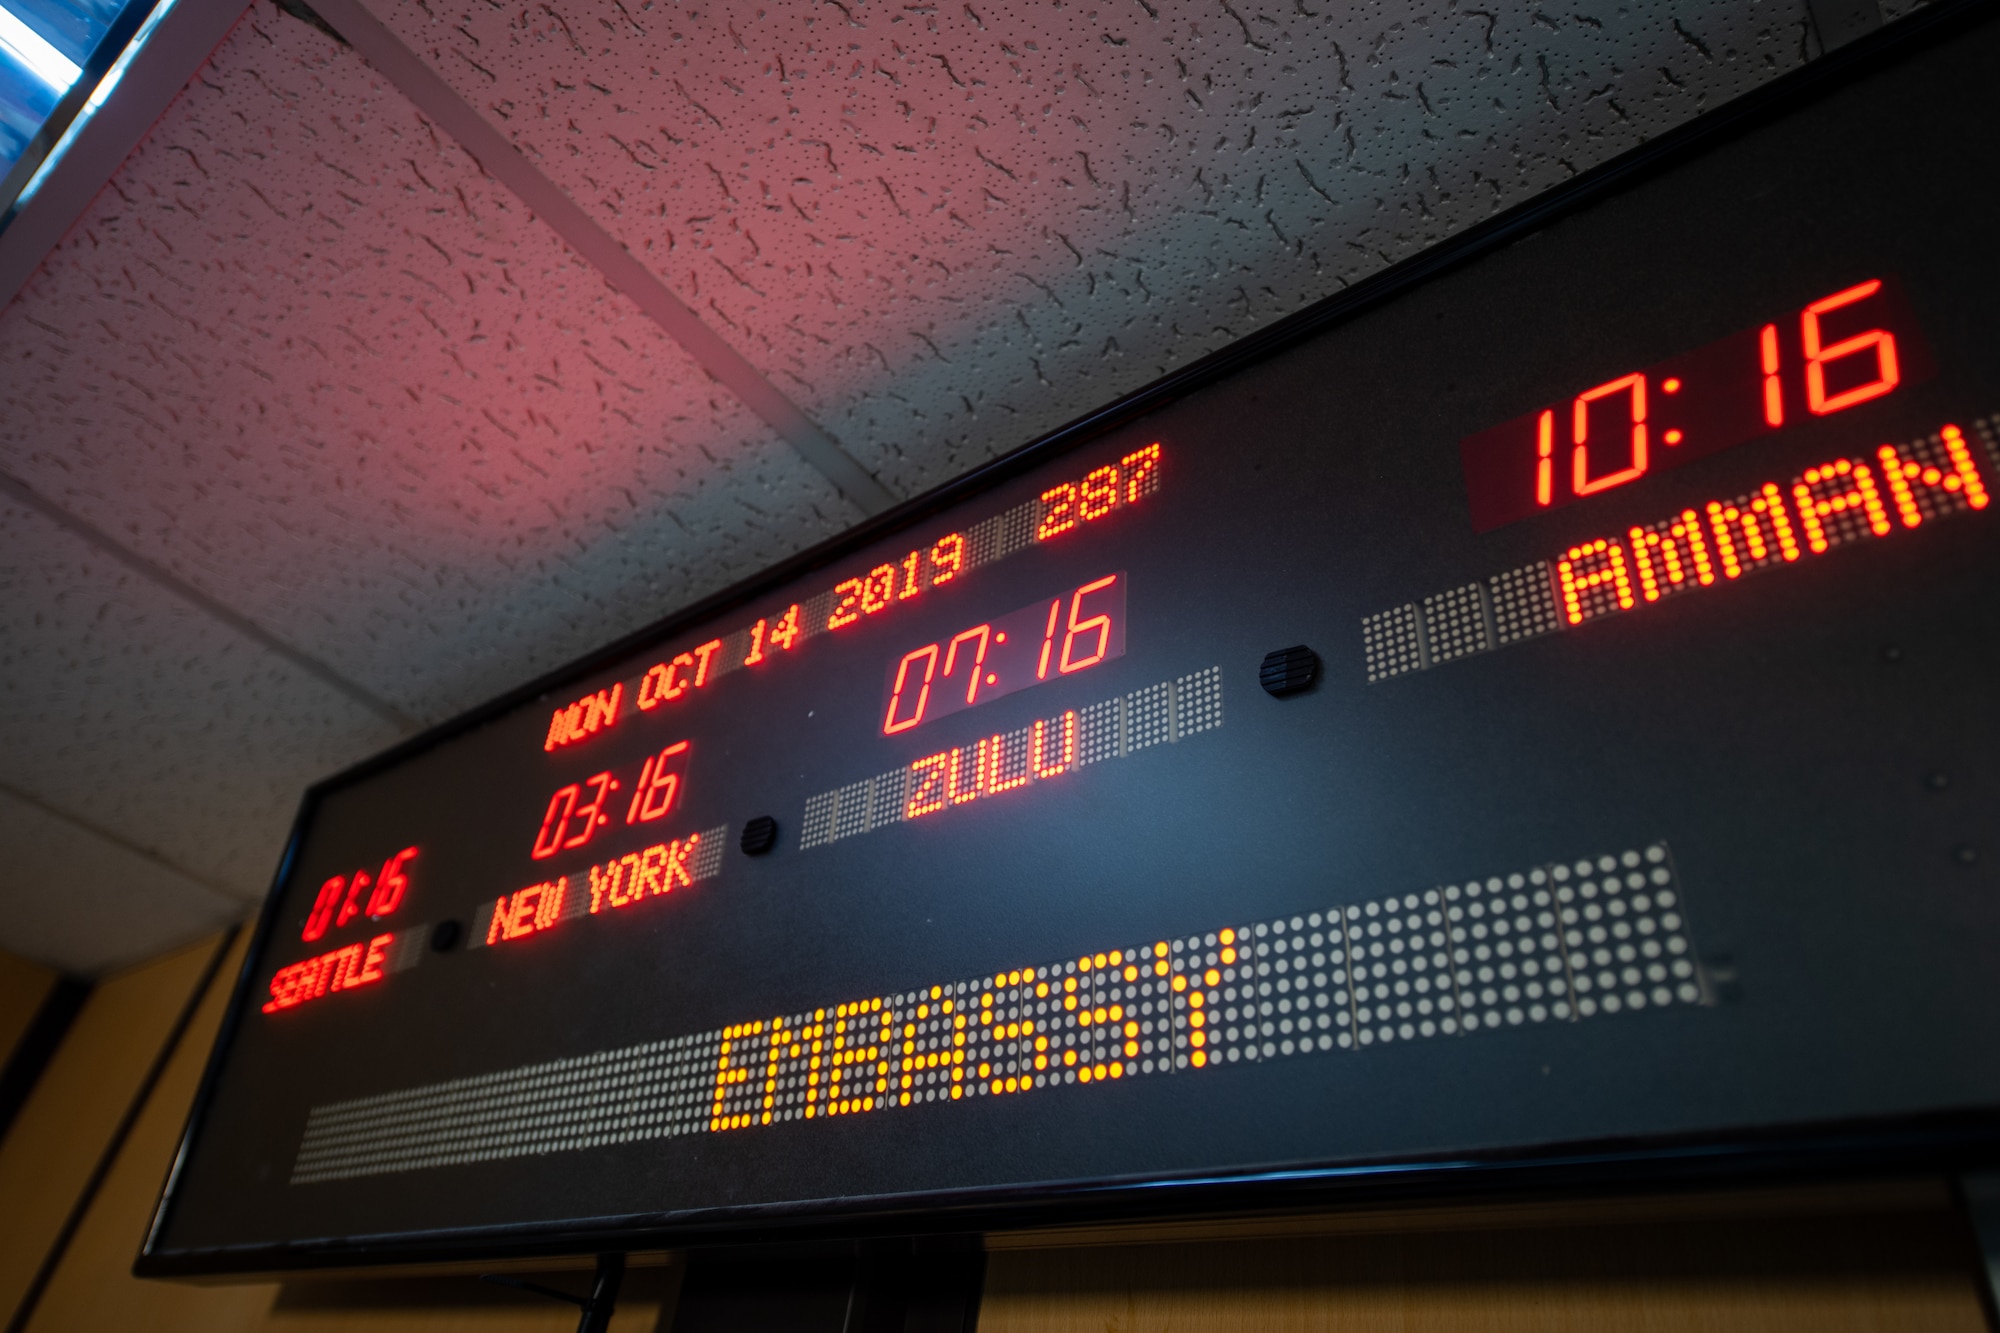 MON OCT 14 2019 287
01:16 03:16 07:16 10:16
SEATTLE NEW YORK ZULU AMMAN
EMBASSY